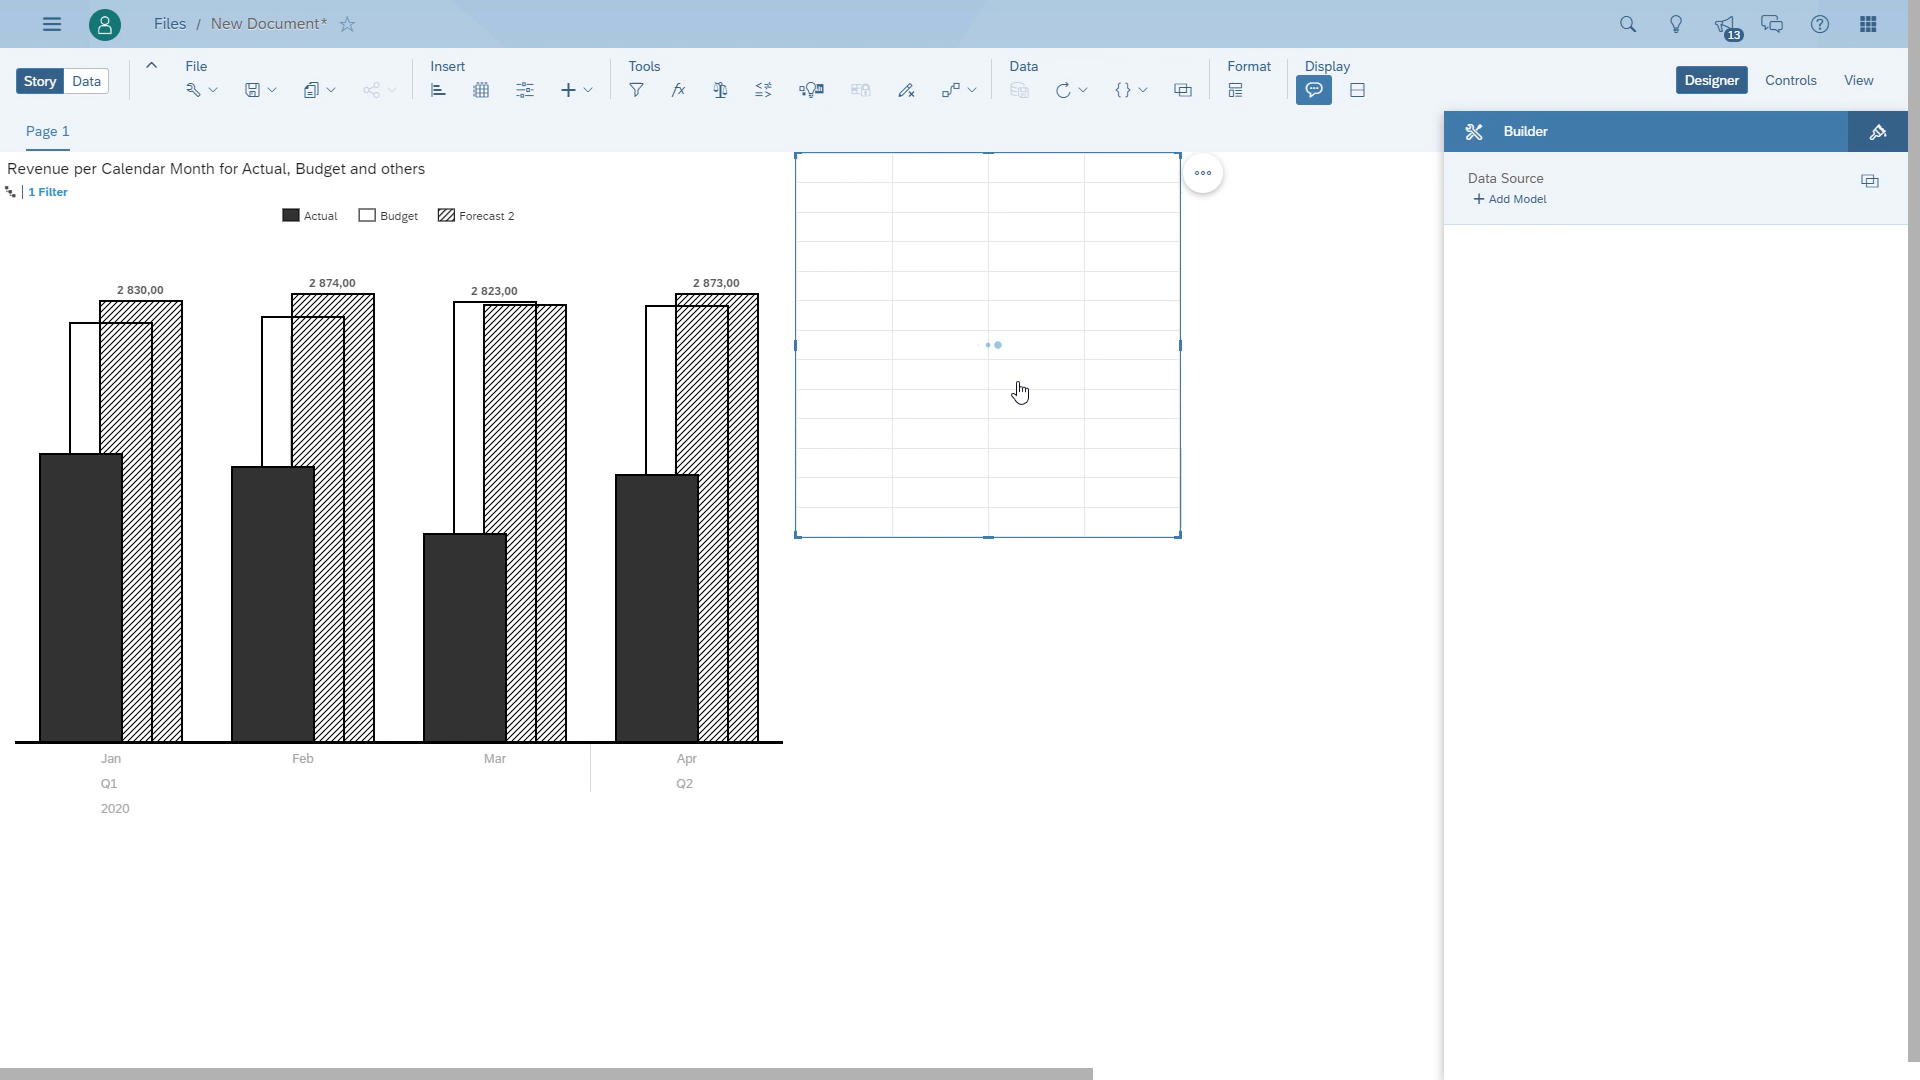 Files / New Document*
13
Story Data
File
Insert
Tools
Data
Format
Display
Designer Controls View
Page 1
Builder
Data Source
+ Add Model
Revenue per Calendar Month for Actual, Budget and others
1 Filter
Actual Budget Forecast 2
2 830,00 2 874,00 2 823,00 2 873,00
Jan Feb Mar Apr
Q1 Q2
2020